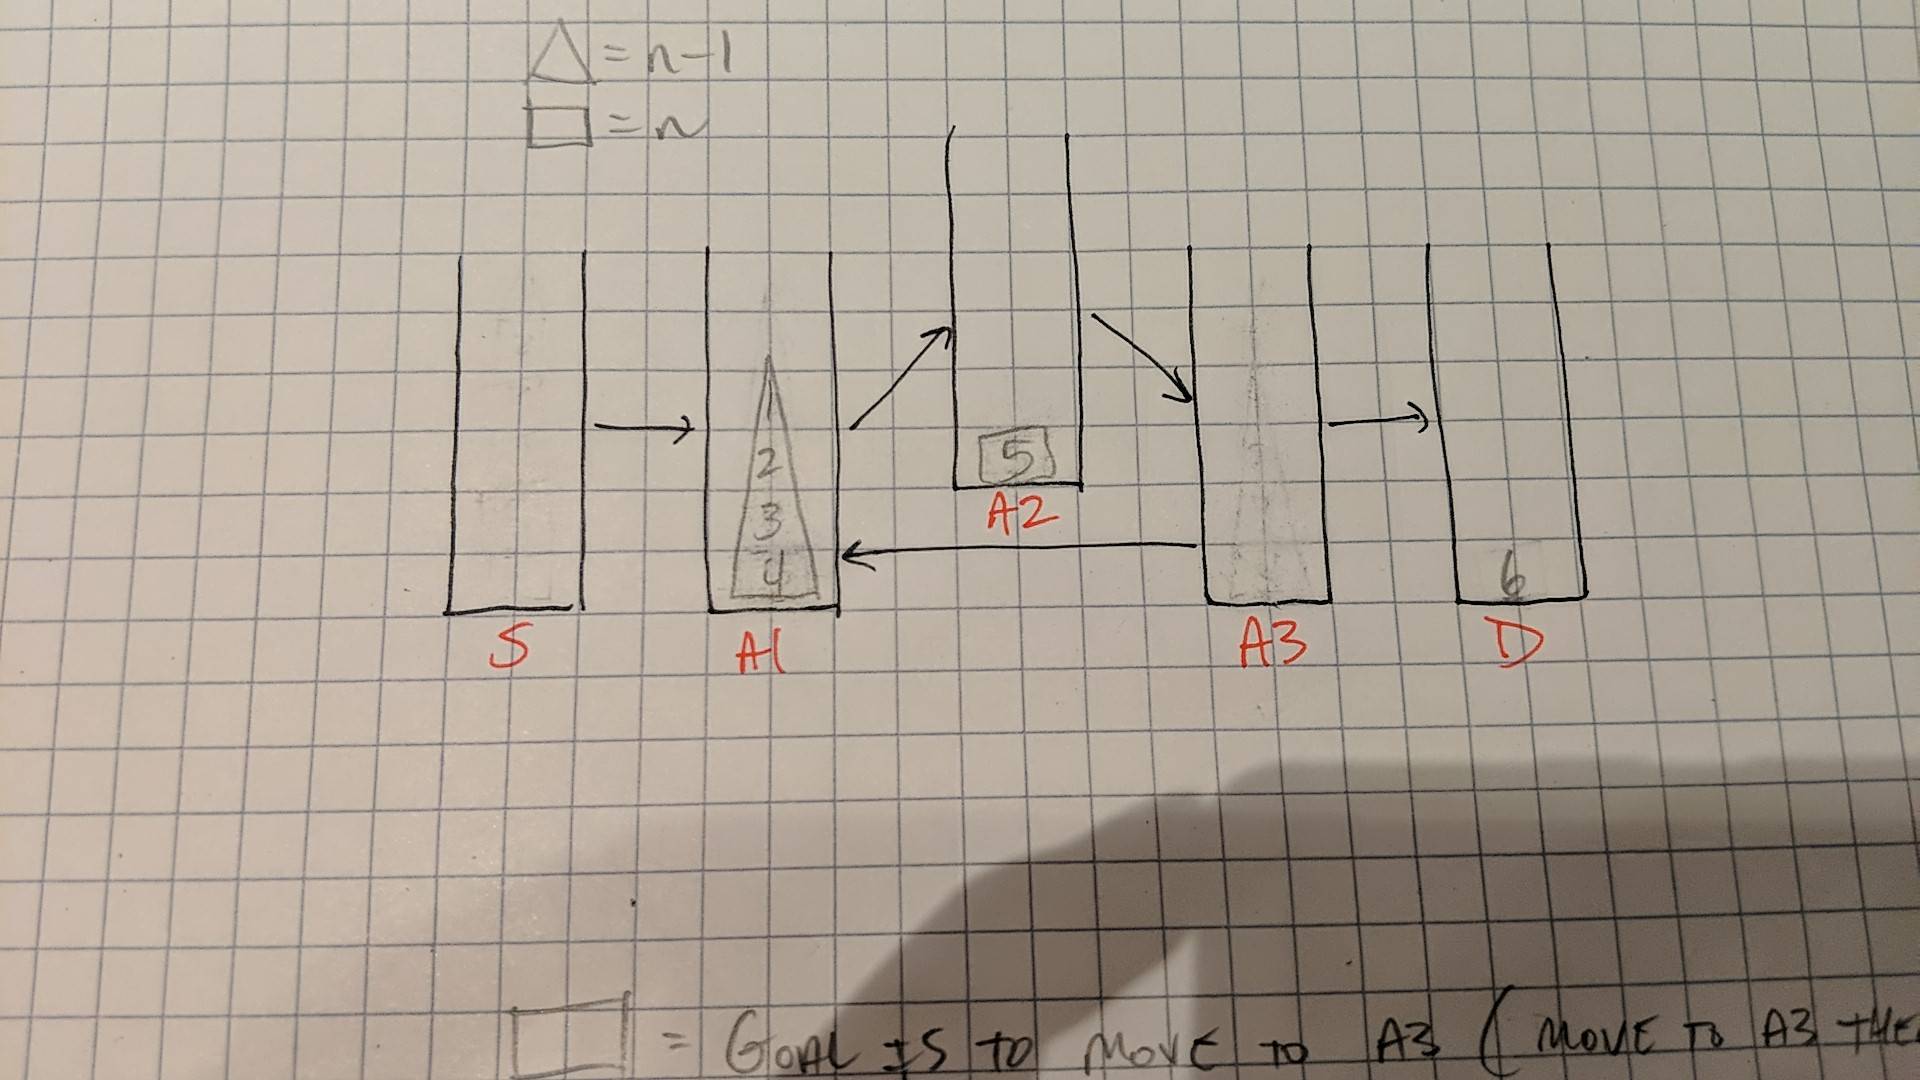 △ = n-1
□ = n
1
2
3
4
5
6
S
A1
A2
A3
D
□ = GOAL IS TO MOVE TO A3 (MOVE TO A3 THE